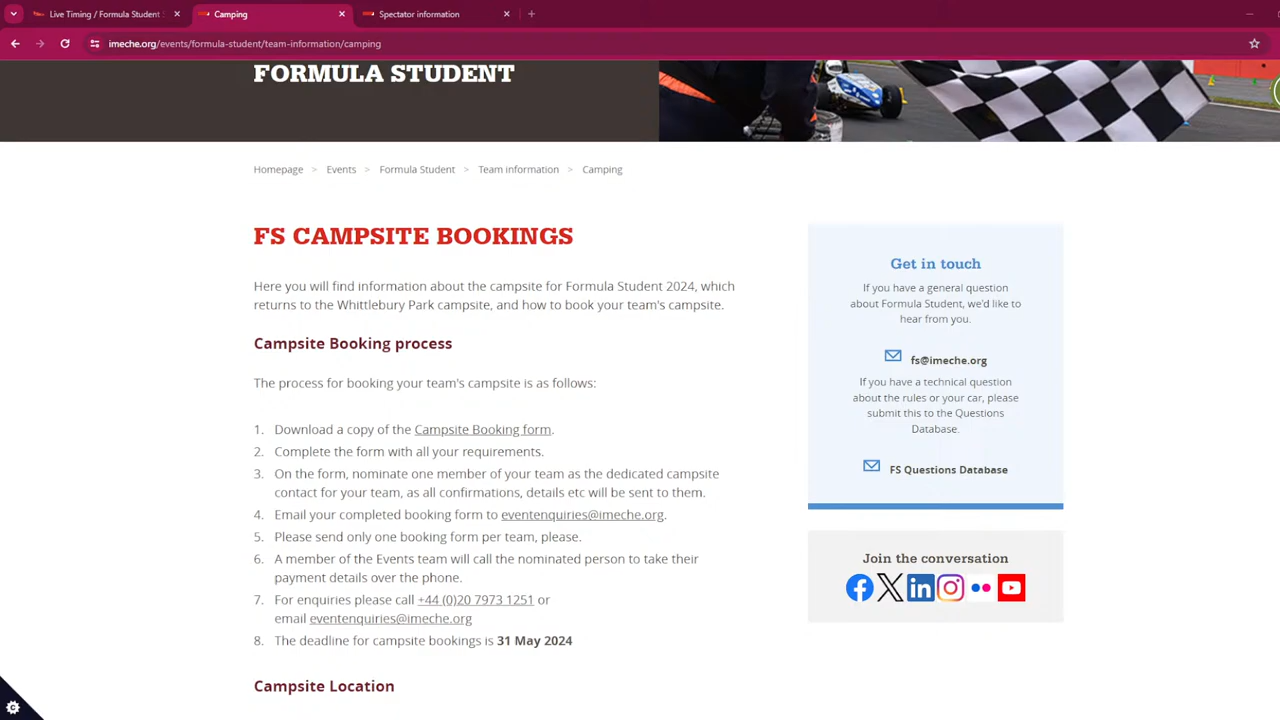 Live Timing / Formula Student
Camping
Spectator information
imeche.org/events/formula-student/team-information/camping
FORMULA STUDENT
Homepage > Events > Formula Student > Team information > Camping
FS CAMPSITE BOOKINGS
Here you will find information about the campsite for Formula Student 2024, which
returns to the Whittlebury Park campsite, and how to book your team's campsite.
Campsite Booking process
The process for booking your team's campsite is as follows:
1. Download a copy of the Campsite Booking form.
2. Complete the form with all your requirements.
3. On the form, nominate one member of your team as the dedicated campsite
contact for your team, as all confirmations, details etc will be sent to them.
4. Email your completed booking form to eventenquiries@imeche.org.
5. Please send only one booking form per team, please.
6. A member of the Events team will call the nominated person to take their
payment details over the phone.
7. For enquiries please call +44 (0)20 7973 1251 or
email eventenquiries@imeche.org
8. The deadline for campsite bookings is 31 May 2024
Campsite Location
Get in touch
If you have a general question
about Formula Student, we'd like to
hear from you.
fs@imeche.org
If you have a technical question
about the rules or your car, please
submit this to the Questions
Database.
FS Questions Database
Join the conversation